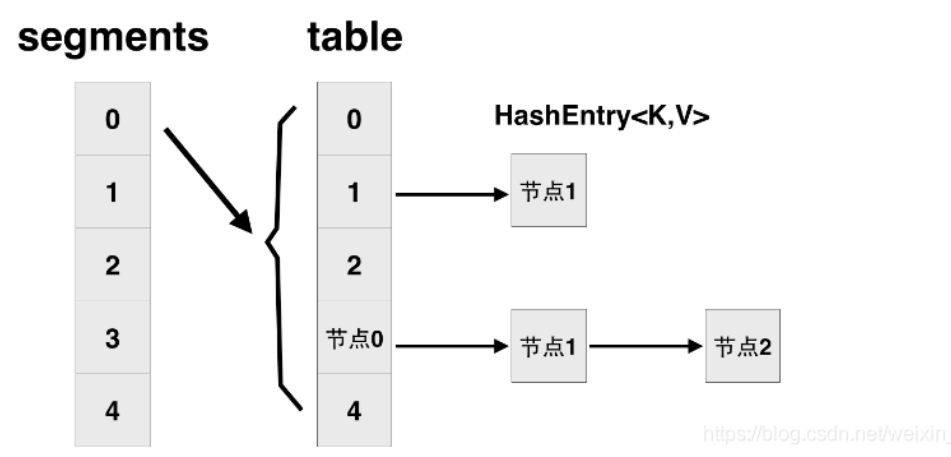 segments table
0 0 HashEntry<K,V>
1 1 节点1
2 2
3 节点0 节点1 节点2
4 4
https://blog.csdn.net/weixin_